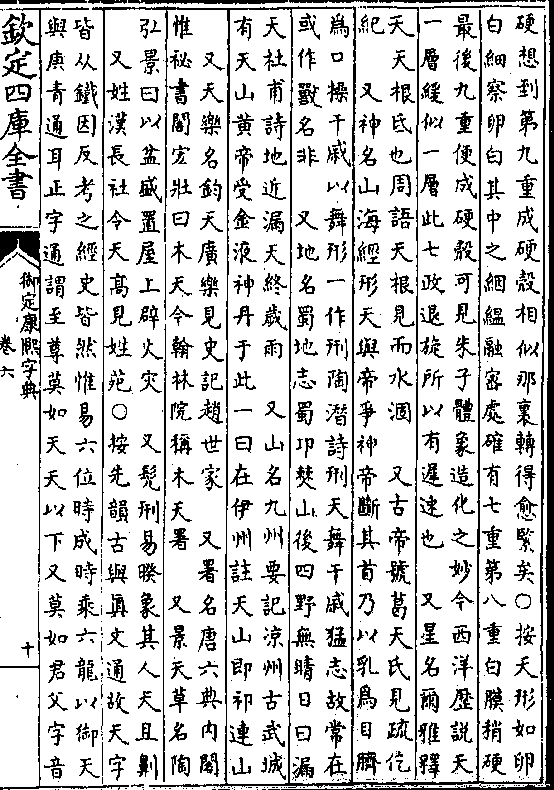 硬想到第九重成硬殼相似那裏轉得愈緊矣○按天形如卵
白細察卵白其中之絪縕融密處確有七重第八重白膜稍硬
最後九重便成硬殼可見朱子體象造化之妙今西洋歷說天
一層緩似一層此七政退旋所以有遲速也 又星名爾雅釋
天天根氐也周語天根見而水涸 又古帝號葛天氏見疏仡
紀 又神名山海經形天與帝爭神帝斷其首乃以乳爲目臍
爲口操干戚以舞形一作刑陶潛詩刑天舞干戚猛志故常在
或作獸名非 又地名蜀地志蜀卭僰山後四野無晴日曰漏
天杜甫詩地近漏天終歲雨 又山名九州要記涼州古武城
有天山黃帝受金液神丹于此一曰在伊州註天山即祁連山
又天樂名鈞天廣樂見史記趙世家 又署名唐六典内閣
惟秘書閣宏壯曰木天今翰林院稱木天署 又景天草名陶
弘景曰以盆盛置屋上辟火灾 又髡刑易睽象其人天且劓
又姓漢長社令天高見姓苑○按先韻古與眞文通故天字
皆从鐵因反考之經史皆然惟易六位時成時乘六龍以御天
與庚青通耳正字通謂至尊莫如天天以下又莫如君父字音
欽定四庫全書
御定康熙字典
卷六
十